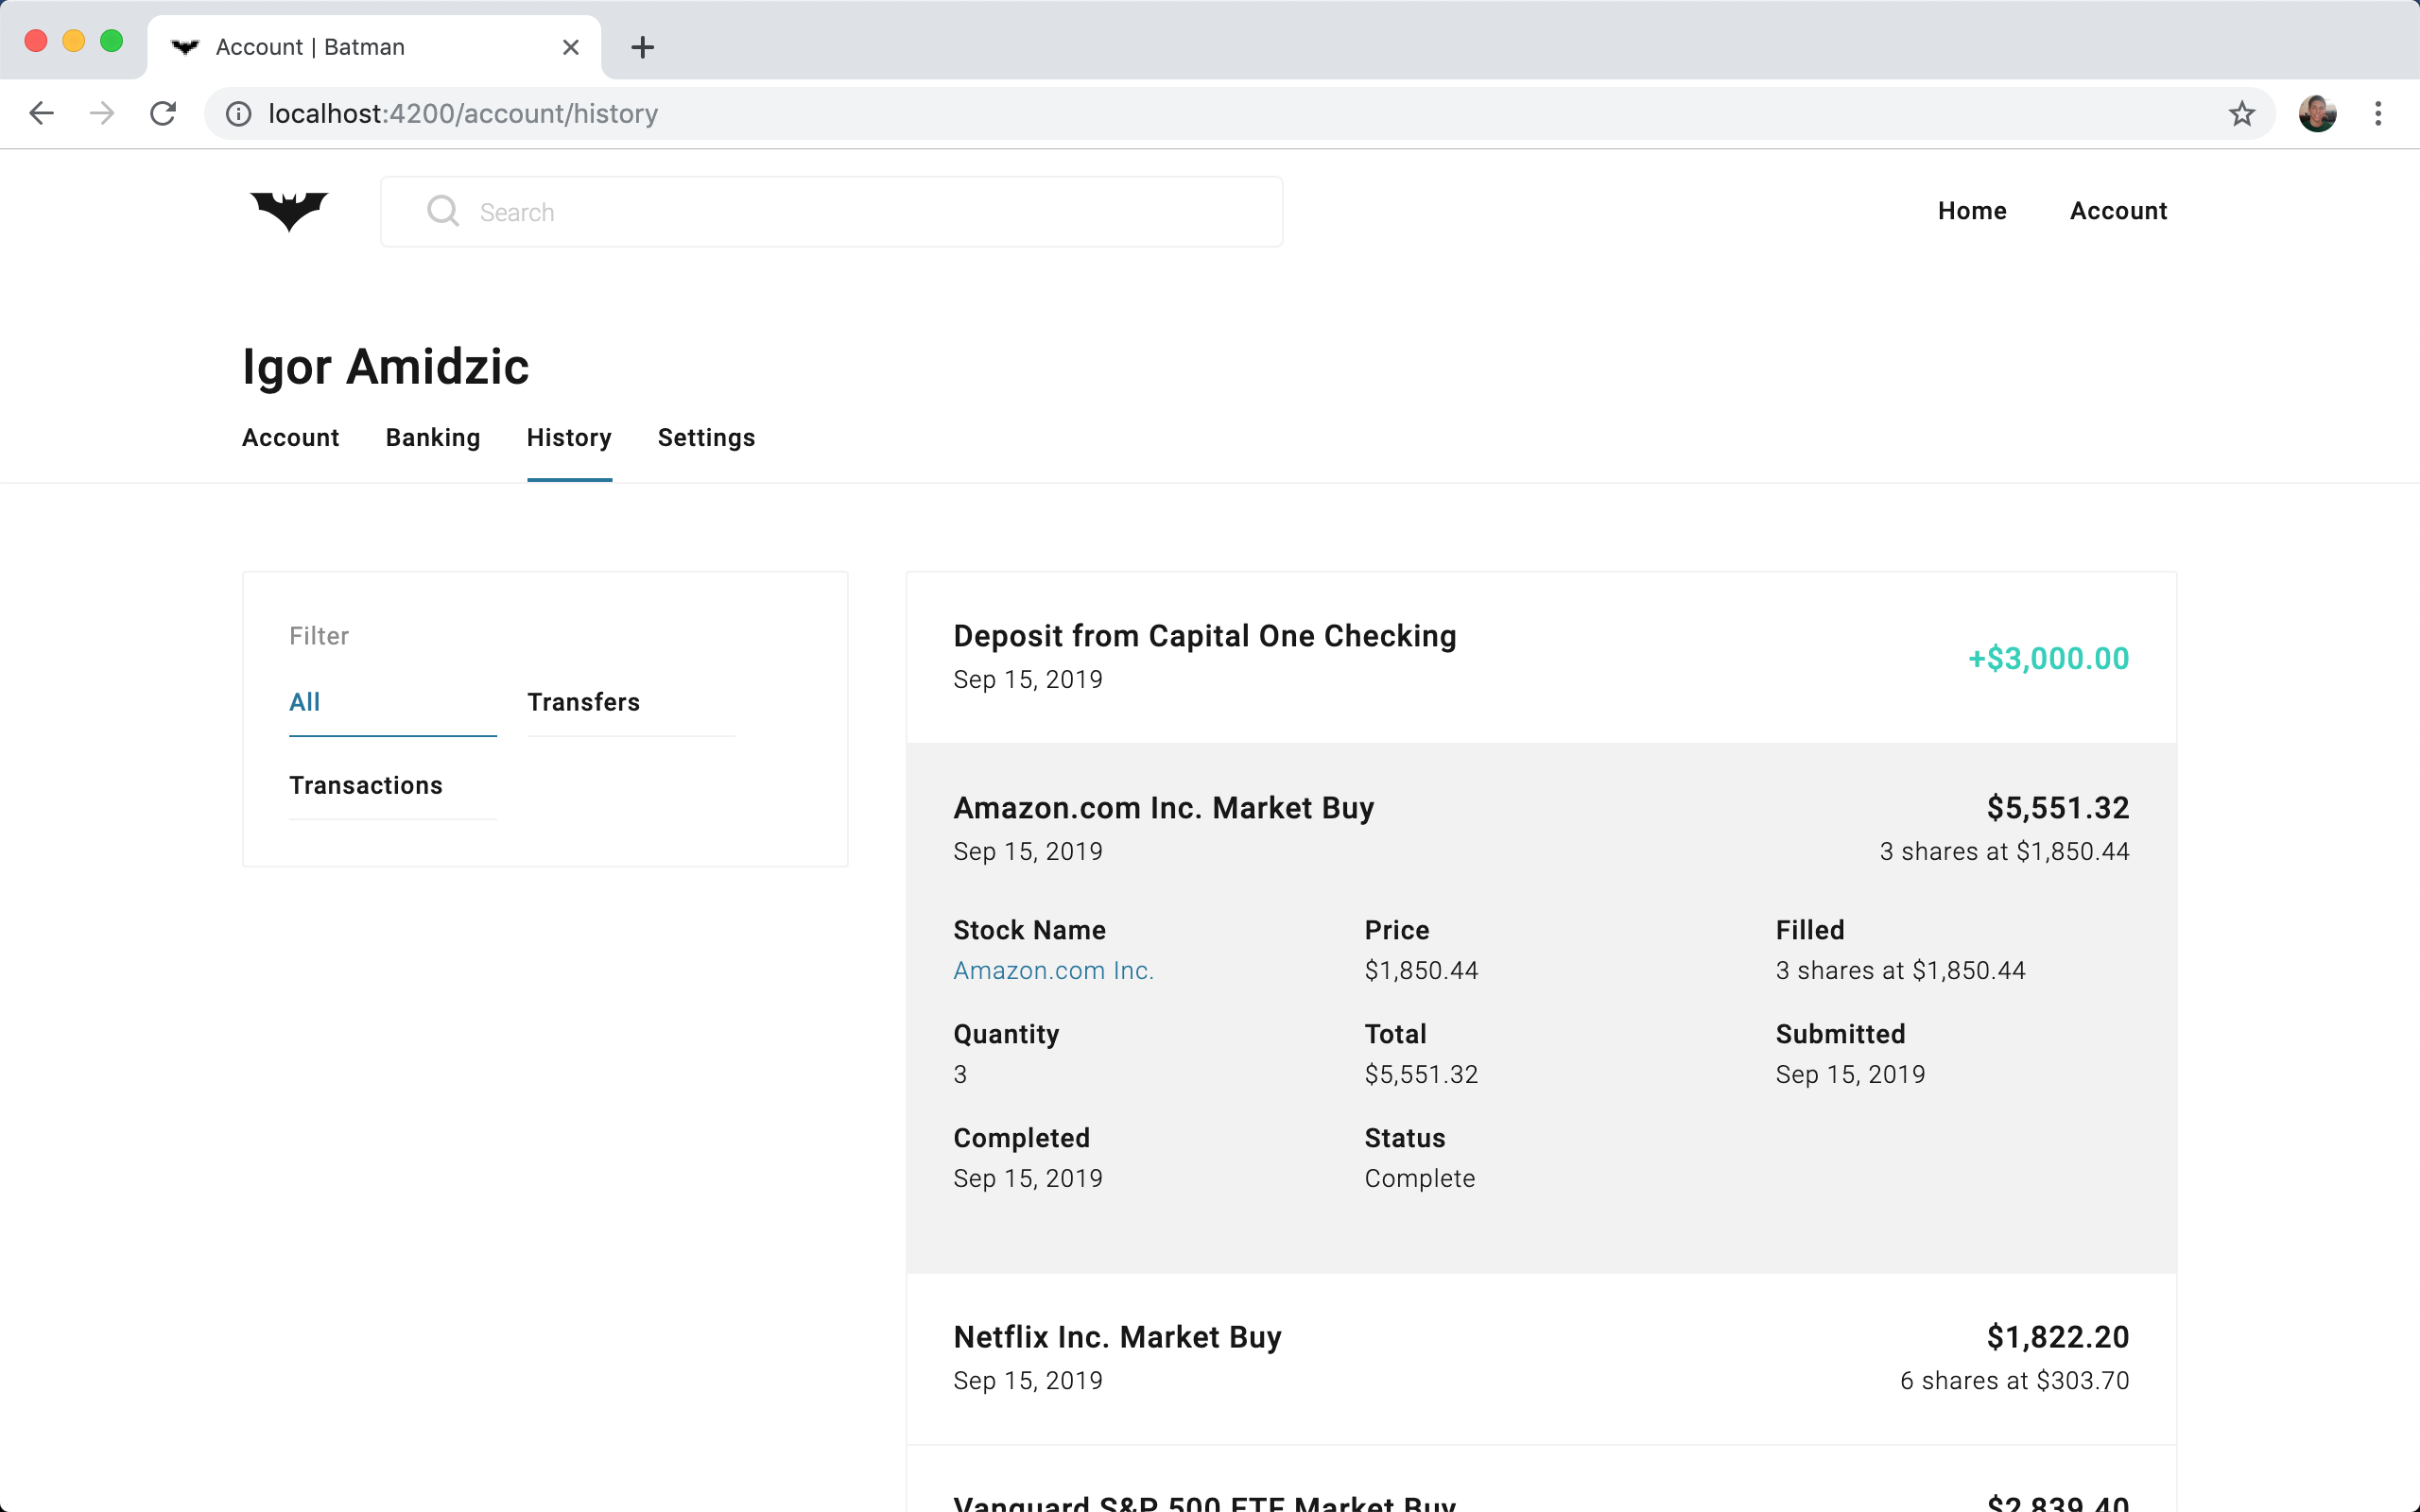 Account | Batman
localhost:4200/account/history
Search
Home Account
Igor Amidzic
Account Banking History Settings
Filter
All Transfers
Transactions
Deposit from Capital One Checking
Sep 15, 2019
+$3,000.00
Amazon.com Inc. Market Buy $5,551.32
Sep 15, 2019 3 shares at $1,850.44
Stock Name Price Filled
Amazon.com Inc. $1,850.44 3 shares at $1,850.44
Quantity Total Submitted
3 $5,551.32 Sep 15, 2019
Completed Status
Sep 15, 2019 Complete
Netflix Inc. Market Buy $1,822.20
Sep 15, 2019 6 shares at $303.70
Vanguard S&P 500 ETF Market Buy $2,839.40